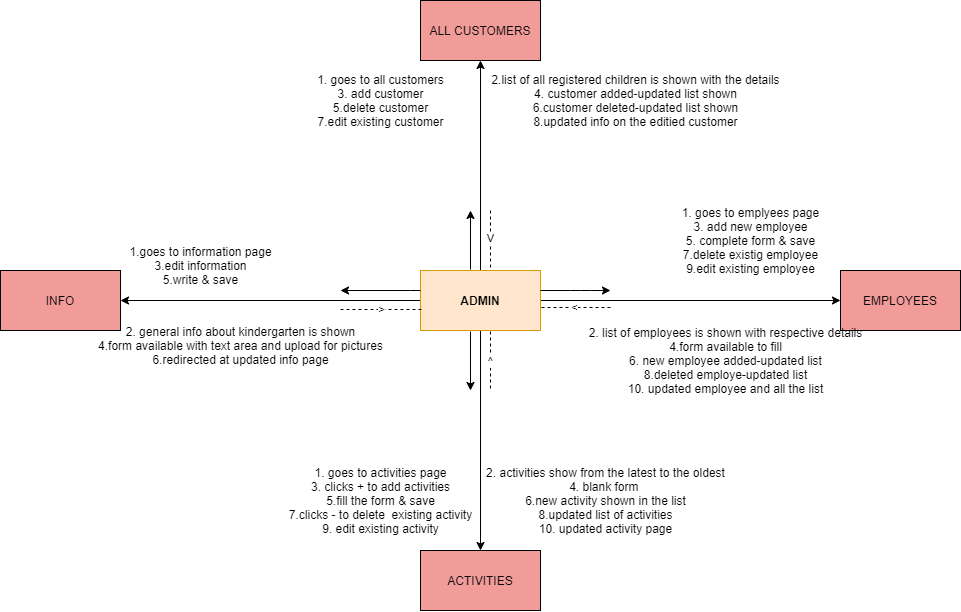 ALL CUSTOMERS
1. goes to all customers
3. add customer
5.delete customer
7.edit existing customer
2.list of all registered children is shown with the details
4. customer added-updated list shown
6.customer deleted-updated list shown
8.updated info on the editied customer
1. goes to emplyees page
3. add new employee
5. complete form & save
7.delete existig employee
9.edit existing employee
1.goes to information page
3.edit information
5.write & save
INFO
ADMIN
EMPLOYEES
2. general info about kindergarten is shown
4.form available with text area and upload for pictures
6.redirected at updated info page
2. list of employees is shown with respective details
4.form available to fill
6. new employee added-updated list
8.deleted employe-updated list
10. updated employee and all the list
1. goes to activities page
3. clicks + to add activities
5.fill the form & save
7.clicks - to delete existing activity
9. edit existing activity
2. activities show from the latest to the oldest
4. blank form
6.new activity shown in the list
8.updated list of activities
10. updated activity page
ACTIVITIES